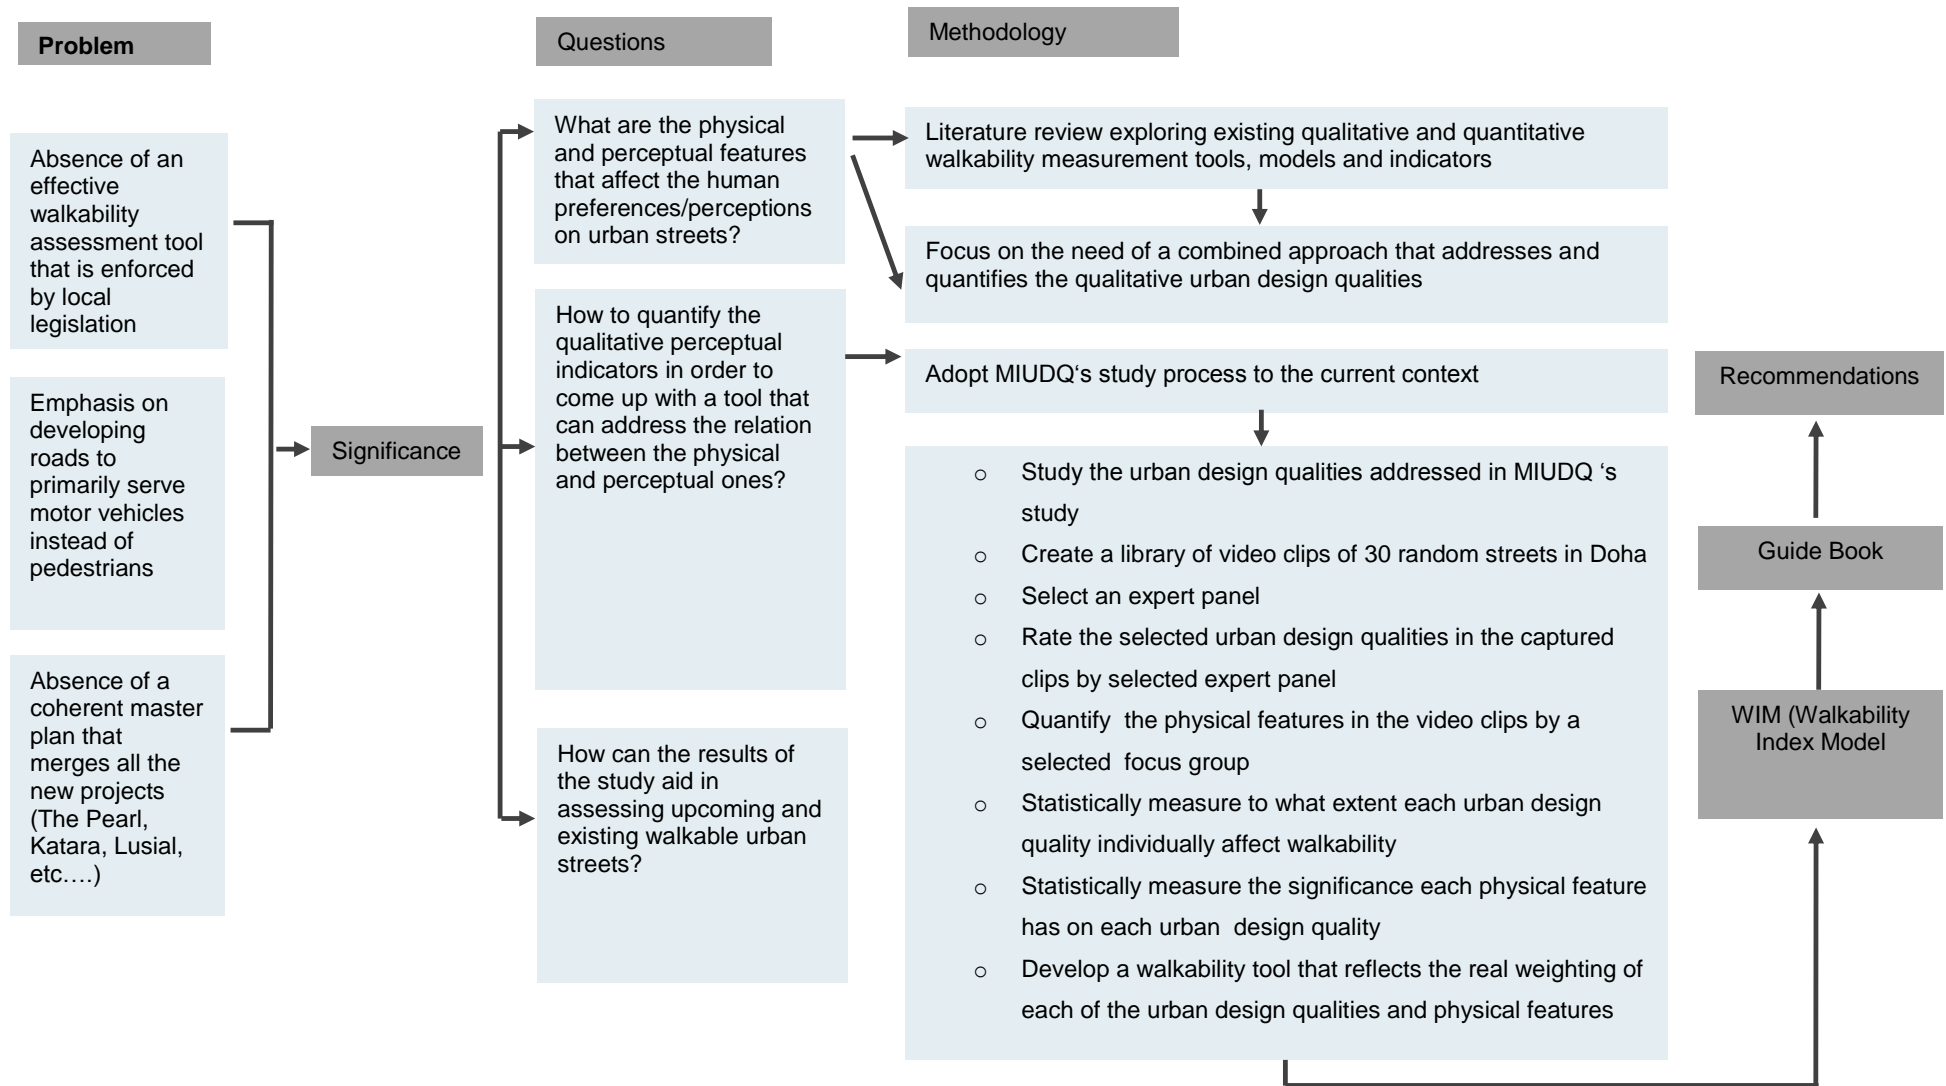 Problem
Absence of an
effective
walkability
assessment tool
that is enforced
by local
legislation
Emphasis on
developing
roads to
primarily serve
motor vehicles
instead of
pedestrians
Absence of a
coherent master
plan that
merges all the
new projects
(The Pearl,
Katara, Lusial,
etc….)
Significance
Questions
What are the physical
and perceptual features
that affect the human
preferences/perceptions
on urban streets?
How to quantify the
qualitative perceptual
indicators in order to
come up with a tool that
can address the relation
between the physical
and perceptual ones?
How can the results of
the study aid in
assessing upcoming and
existing walkable urban
streets?
Methodology
Literature review exploring existing qualitative and quantitative
walkability measurement tools, models and indicators
Focus on the need of a combined approach that addresses and
quantifies the qualitative urban design qualities
Adopt MIUDQ‘s study process to the current context
o Study the urban design qualities addressed in MIUDQ ‘s
study
o Create a library of video clips of 30 random streets in Doha
o Select an expert panel
o Rate the selected urban design qualities in the captured
clips by selected expert panel
o Quantify the physical features in the video clips by a
selected focus group
o Statistically measure to what extent each urban design
quality individually affect walkability
o Statistically measure the significance each physical feature
has on each urban design quality
o Develop a walkability tool that reflects the real weighting of
each of the urban design qualities and physical features
Recommendations
Guide Book
WIM (Walkability
Index Model